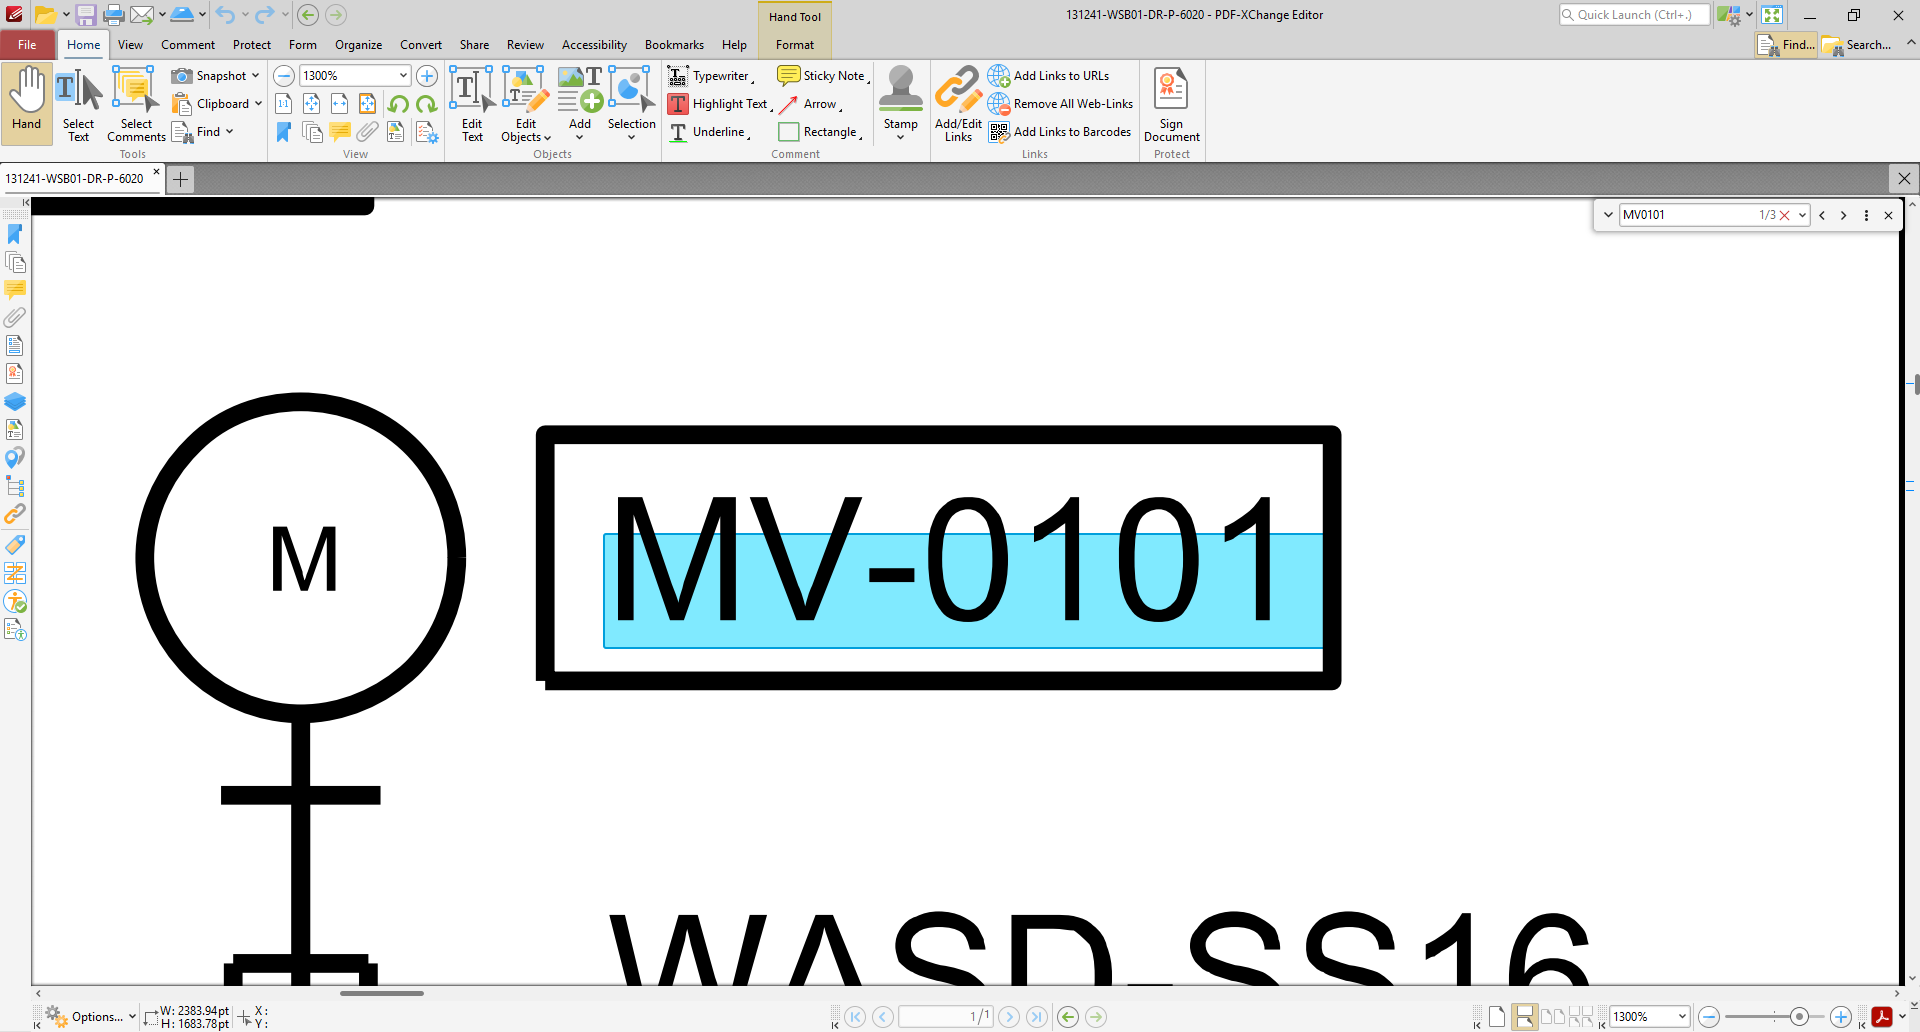 Hand Tool
131241-WSB01-DR-P-6020 - PDF-XChange Editor
Quick Launch (Ctrl+.)
File Home View Comment Protect Form Organize Convert Share Review Accessibility Bookmarks Help Format
Find... Search...
Hand
Select Text
Select Comments
Snapshot
Clipboard
Find
Tools
1300%
1:1
View
Edit Text
Edit Objects
Add
Selection
Objects
Typewriter
Highlight Text
Underline
Sticky Note
Arrow
Rectangle
Comment
Stamp
Add/Edit Links
Add Links to URLs
Remove All Web-Links
Add Links to Barcodes
Links
Sign Document
Protect
131241-WSB01-DR-P-6020
MV0101 1/3
M
MV-0101
WASD-SS16
Options...
W: 2383.94pt
H: 1683.78pt
X:
Y:
1/1
1300%